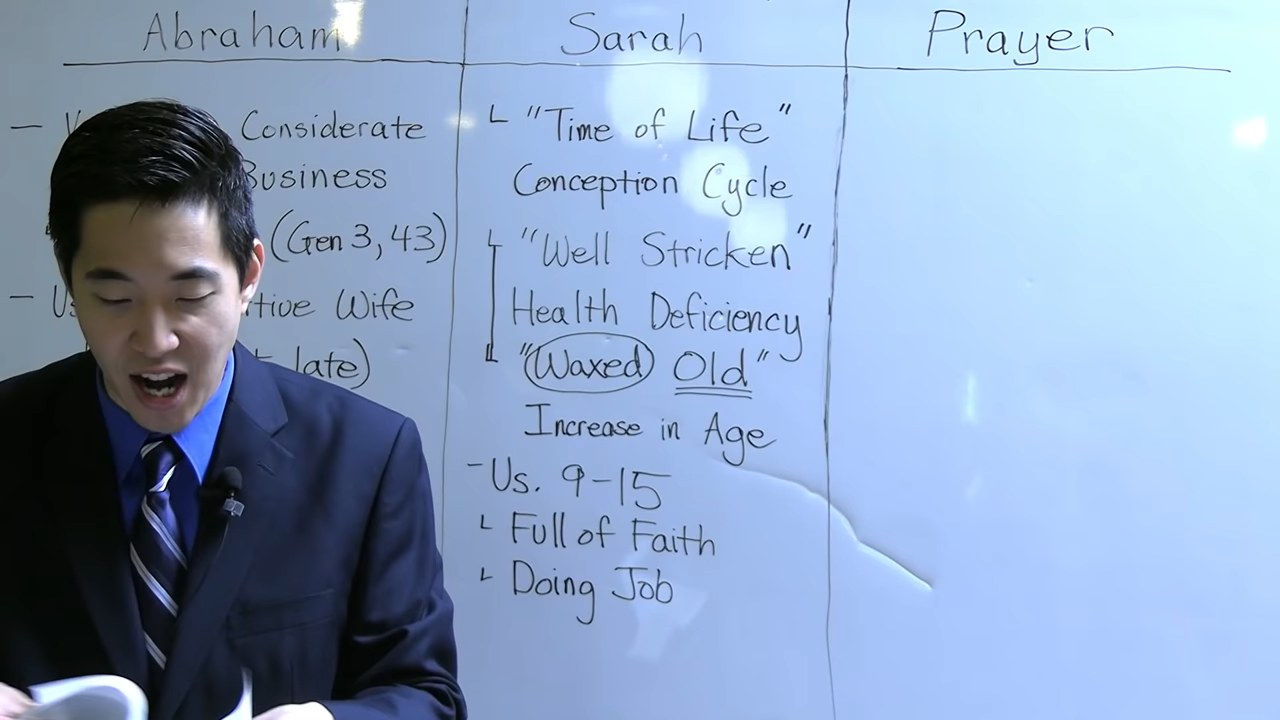 Abraham
Considerate
Business
(Gen 3, 43)
Wife
late)
Sarah
"Time of Life"
Conception Cycle
"Well Stricken"
Health Deficiency
"Waxed Old"
Increase in Age
- Vs. 9-15
Full of Faith
Doing Job
Prayer